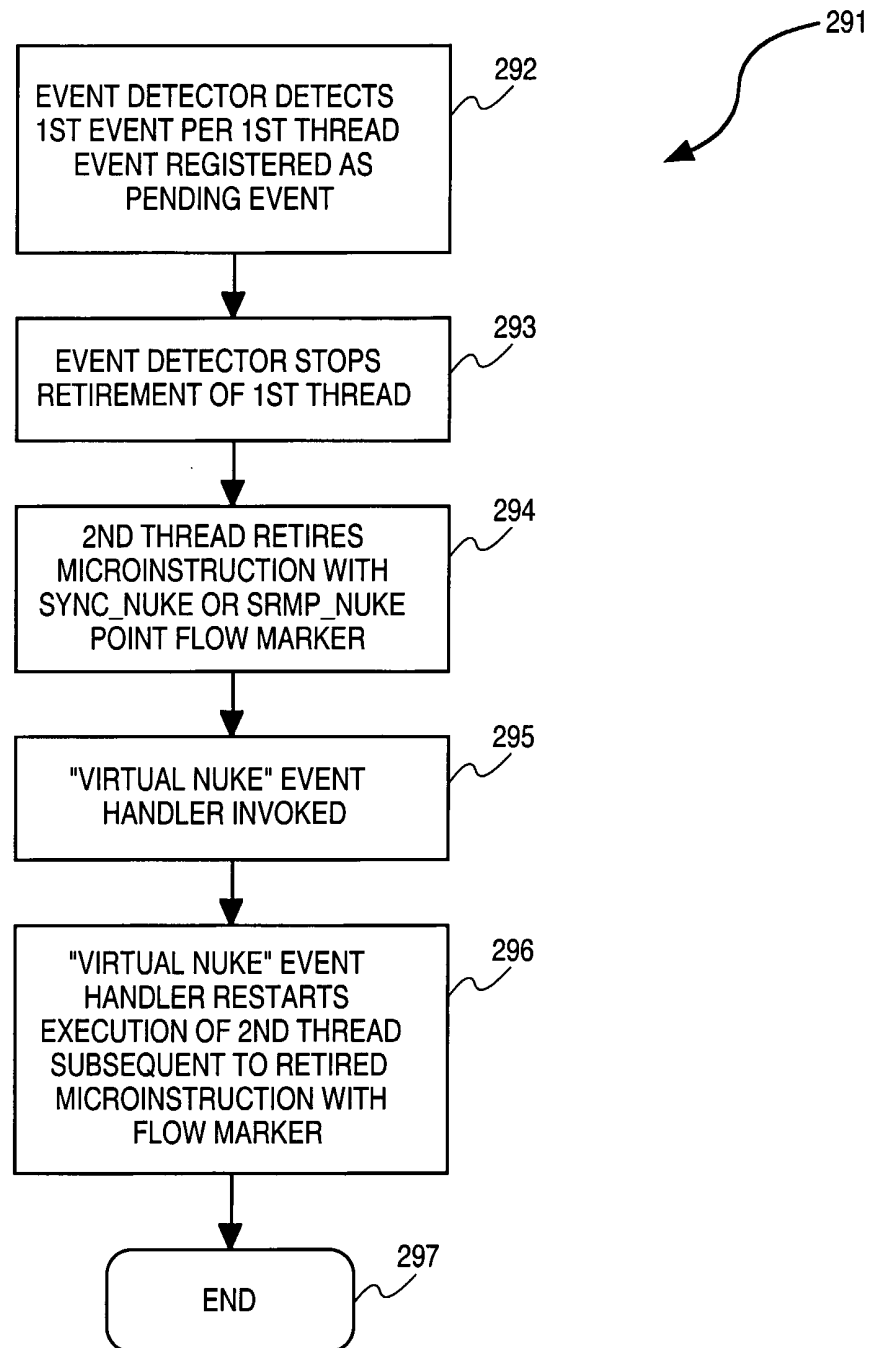 291
292
EVENT DETECTOR DETECTS
1ST EVENT PER 1ST THREAD
EVENT REGISTERED AS
PENDING EVENT
293
EVENT DETECTOR STOPS
RETIREMENT OF 1ST THREAD
294
2ND THREAD RETIRES
MICROINSTRUCTION WITH
SYNC_NUKE OR SRMP_NUKE
POINT FLOW MARKER
295
"VIRTUAL NUKE" EVENT
HANDLER INVOKED
296
"VIRTUAL NUKE" EVENT
HANDLER RESTARTS
EXECUTION OF 2ND THREAD
SUBSEQUENT TO RETIRED
MICROINSTRUCTION WITH
FLOW MARKER
297
END